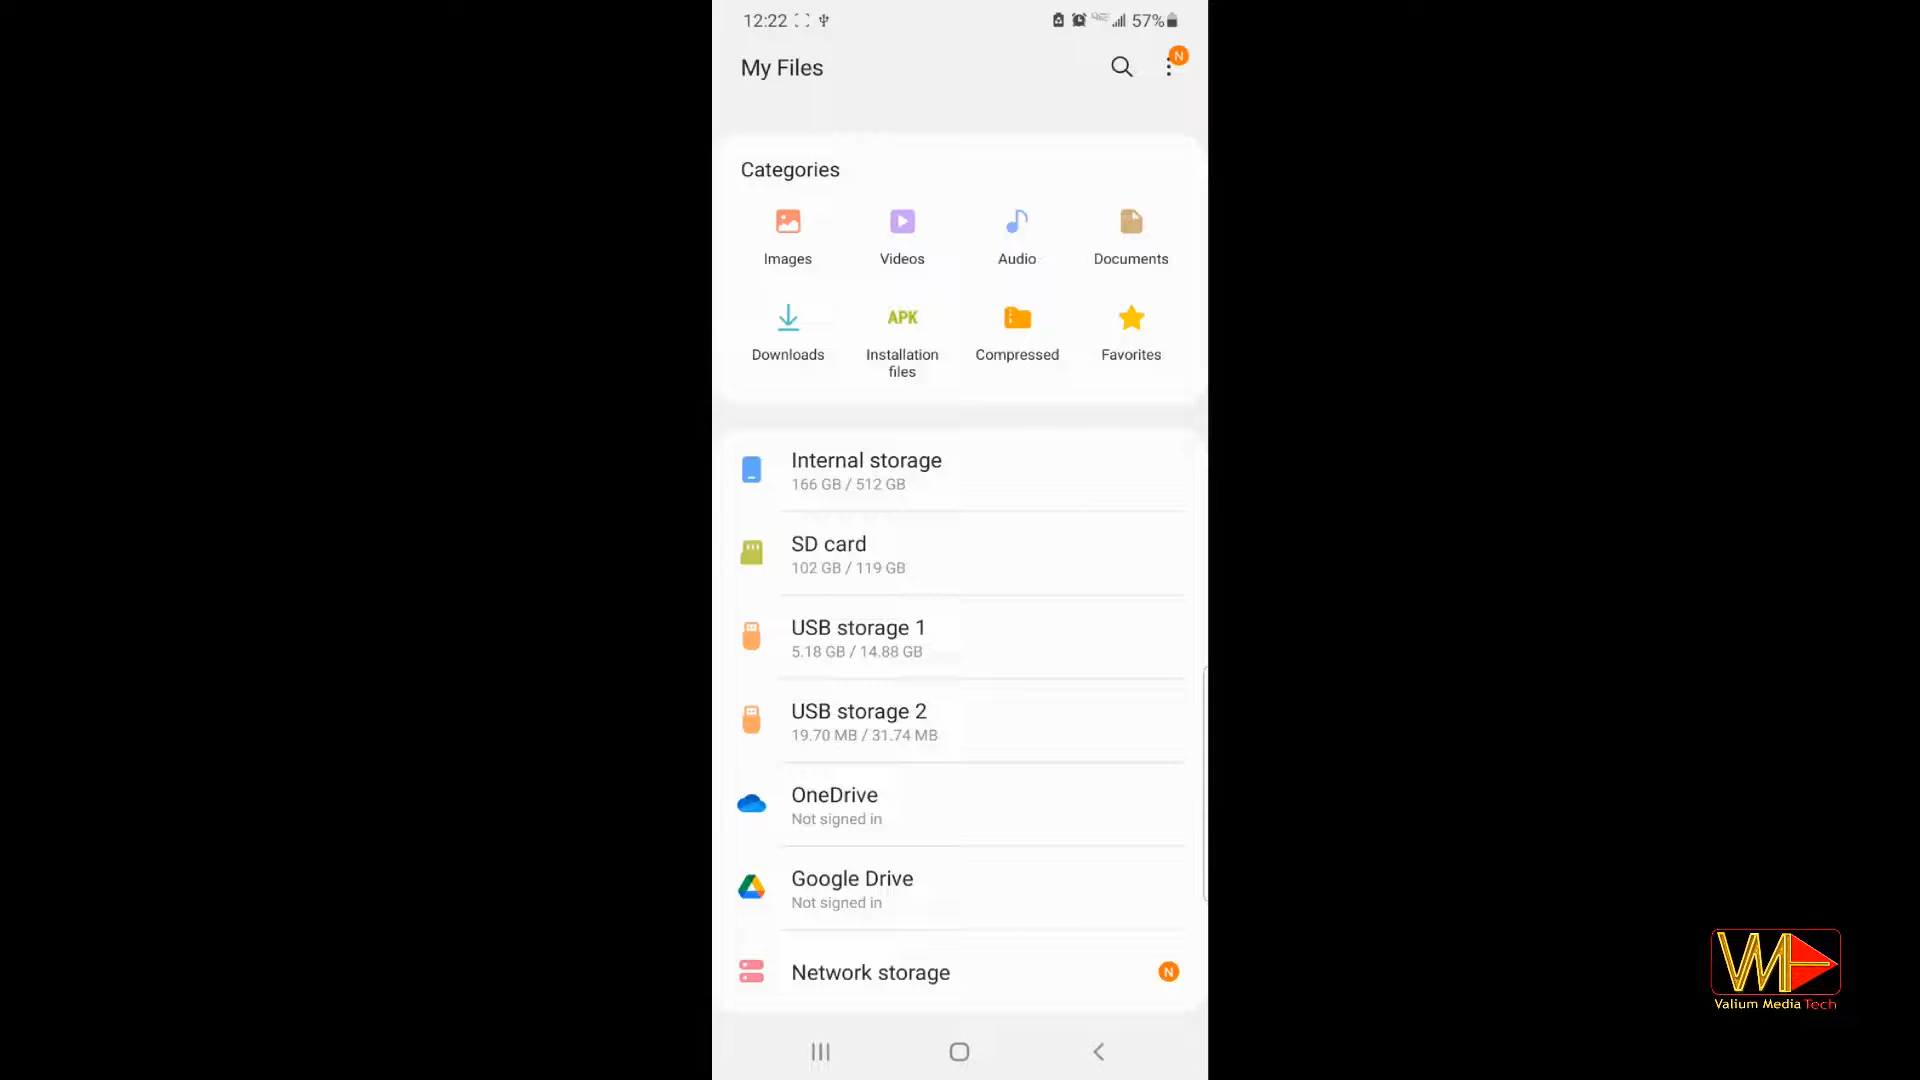 12:22
57%
My Files
N
Categories
Images
Videos
Audio
Documents
APK
Downloads
Installation files
Compressed
Favorites
Internal storage
166 GB / 512 GB
SD card
102 GB / 119 GB
USB storage 1
5.18 GB / 14.88 GB
USB storage 2
19.70 MB / 31.74 MB
OneDrive
Not signed in
Google Drive
Not signed in
Network storage
N
Valium Media Tech